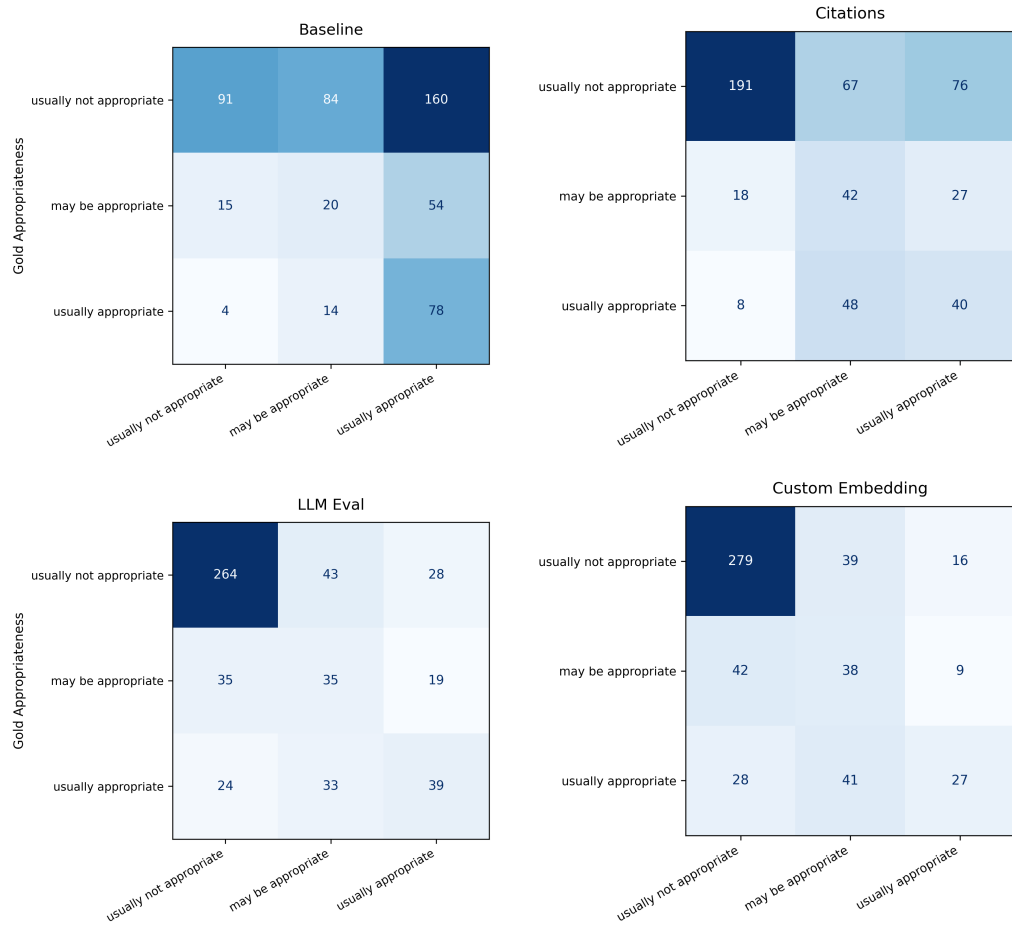 Baseline
Gold Appropriateness
usually not appropriate
91 84 160
may be appropriate
15 20 54
usually appropriate
4 14 78
usually not appropriate
may be appropriate
usually appropriate
Citations
usually not appropriate
191 67 76
may be appropriate
18 42 27
usually appropriate
8 48 40
usually not appropriate
may be appropriate
usually appropriate
LLM Eval
Gold Appropriateness
usually not appropriate
264 43 28
may be appropriate
35 35 19
usually appropriate
24 33 39
usually not appropriate
may be appropriate
usually appropriate
Custom Embedding
usually not appropriate
279 39 16
may be appropriate
42 38 9
usually appropriate
28 41 27
usually not appropriate
may be appropriate
usually appropriate